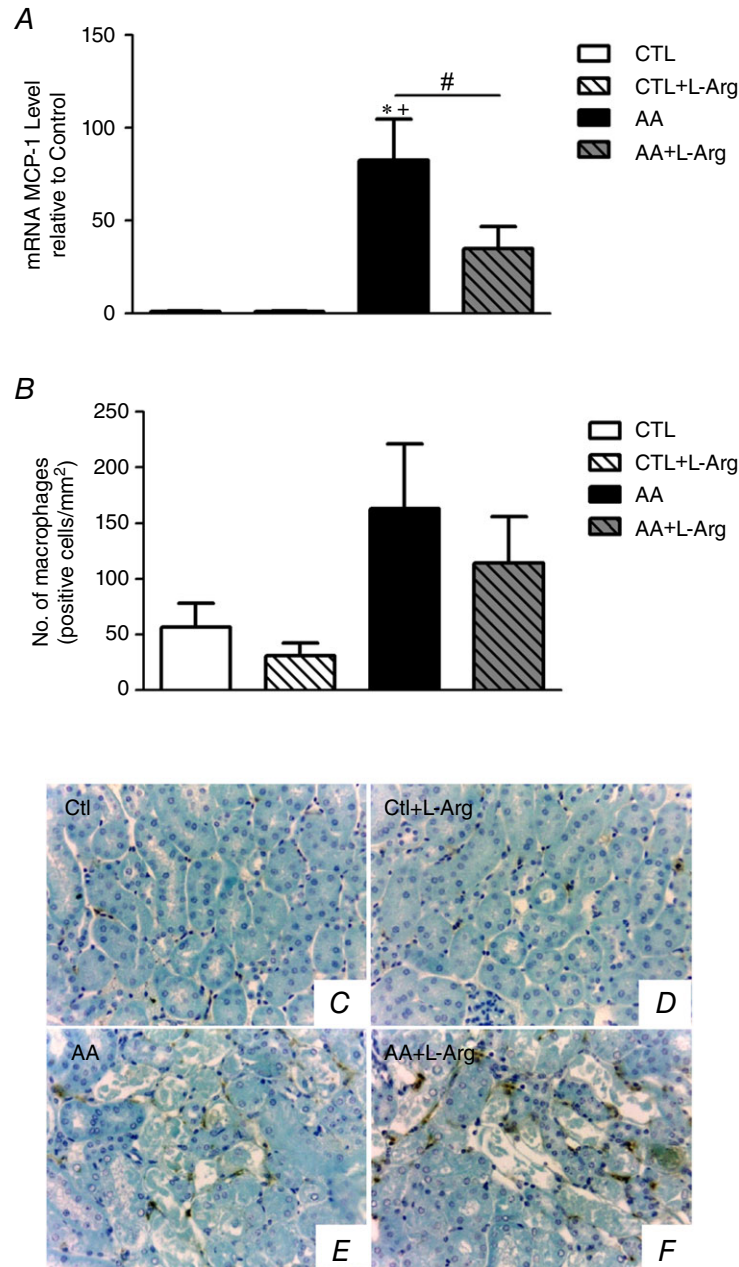 A
mRNA MCP-1 Level
relative to Control
150
100
50
0
* +
#
CTL
CTL+L-Arg
AA
AA+L-Arg
B
No. of macrophages
(positive cells/mm²)
250
200
150
100
50
0
CTL
CTL+L-Arg
AA
AA+L-Arg
Ctl
C
Ctl+L-Arg
D
AA
E
AA+L-Arg
F